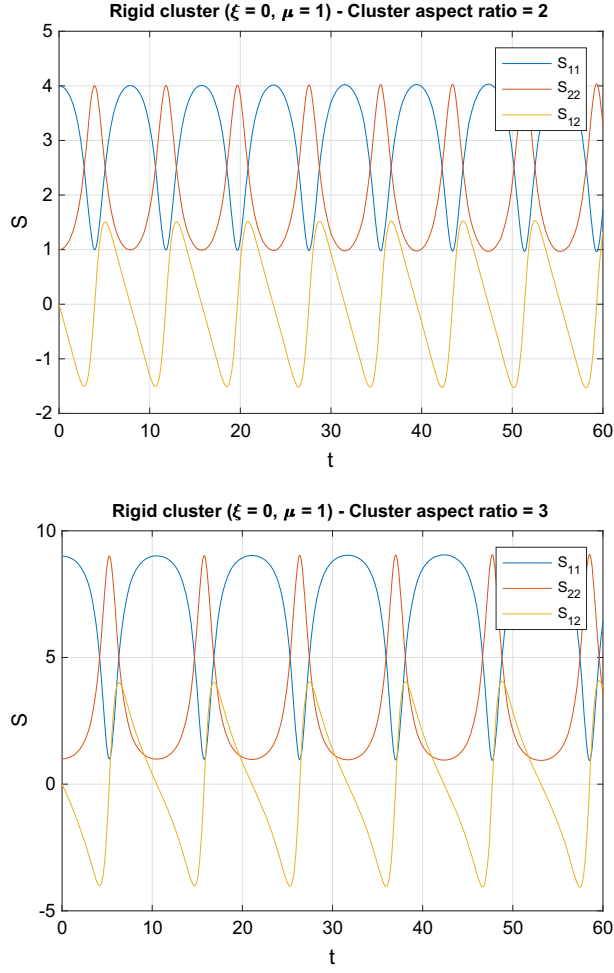 Rigid cluster (ξ = 0, μ = 1) - Cluster aspect ratio = 2
5
4
3
2
1
0
-1
-2
S
S11
S22
S12
0 10 20 30 40 50 60
t
Rigid cluster (ξ = 0, μ = 1) - Cluster aspect ratio = 3
10
5
0
-5
S
S11
S22
S12
0 10 20 30 40 50 60
t